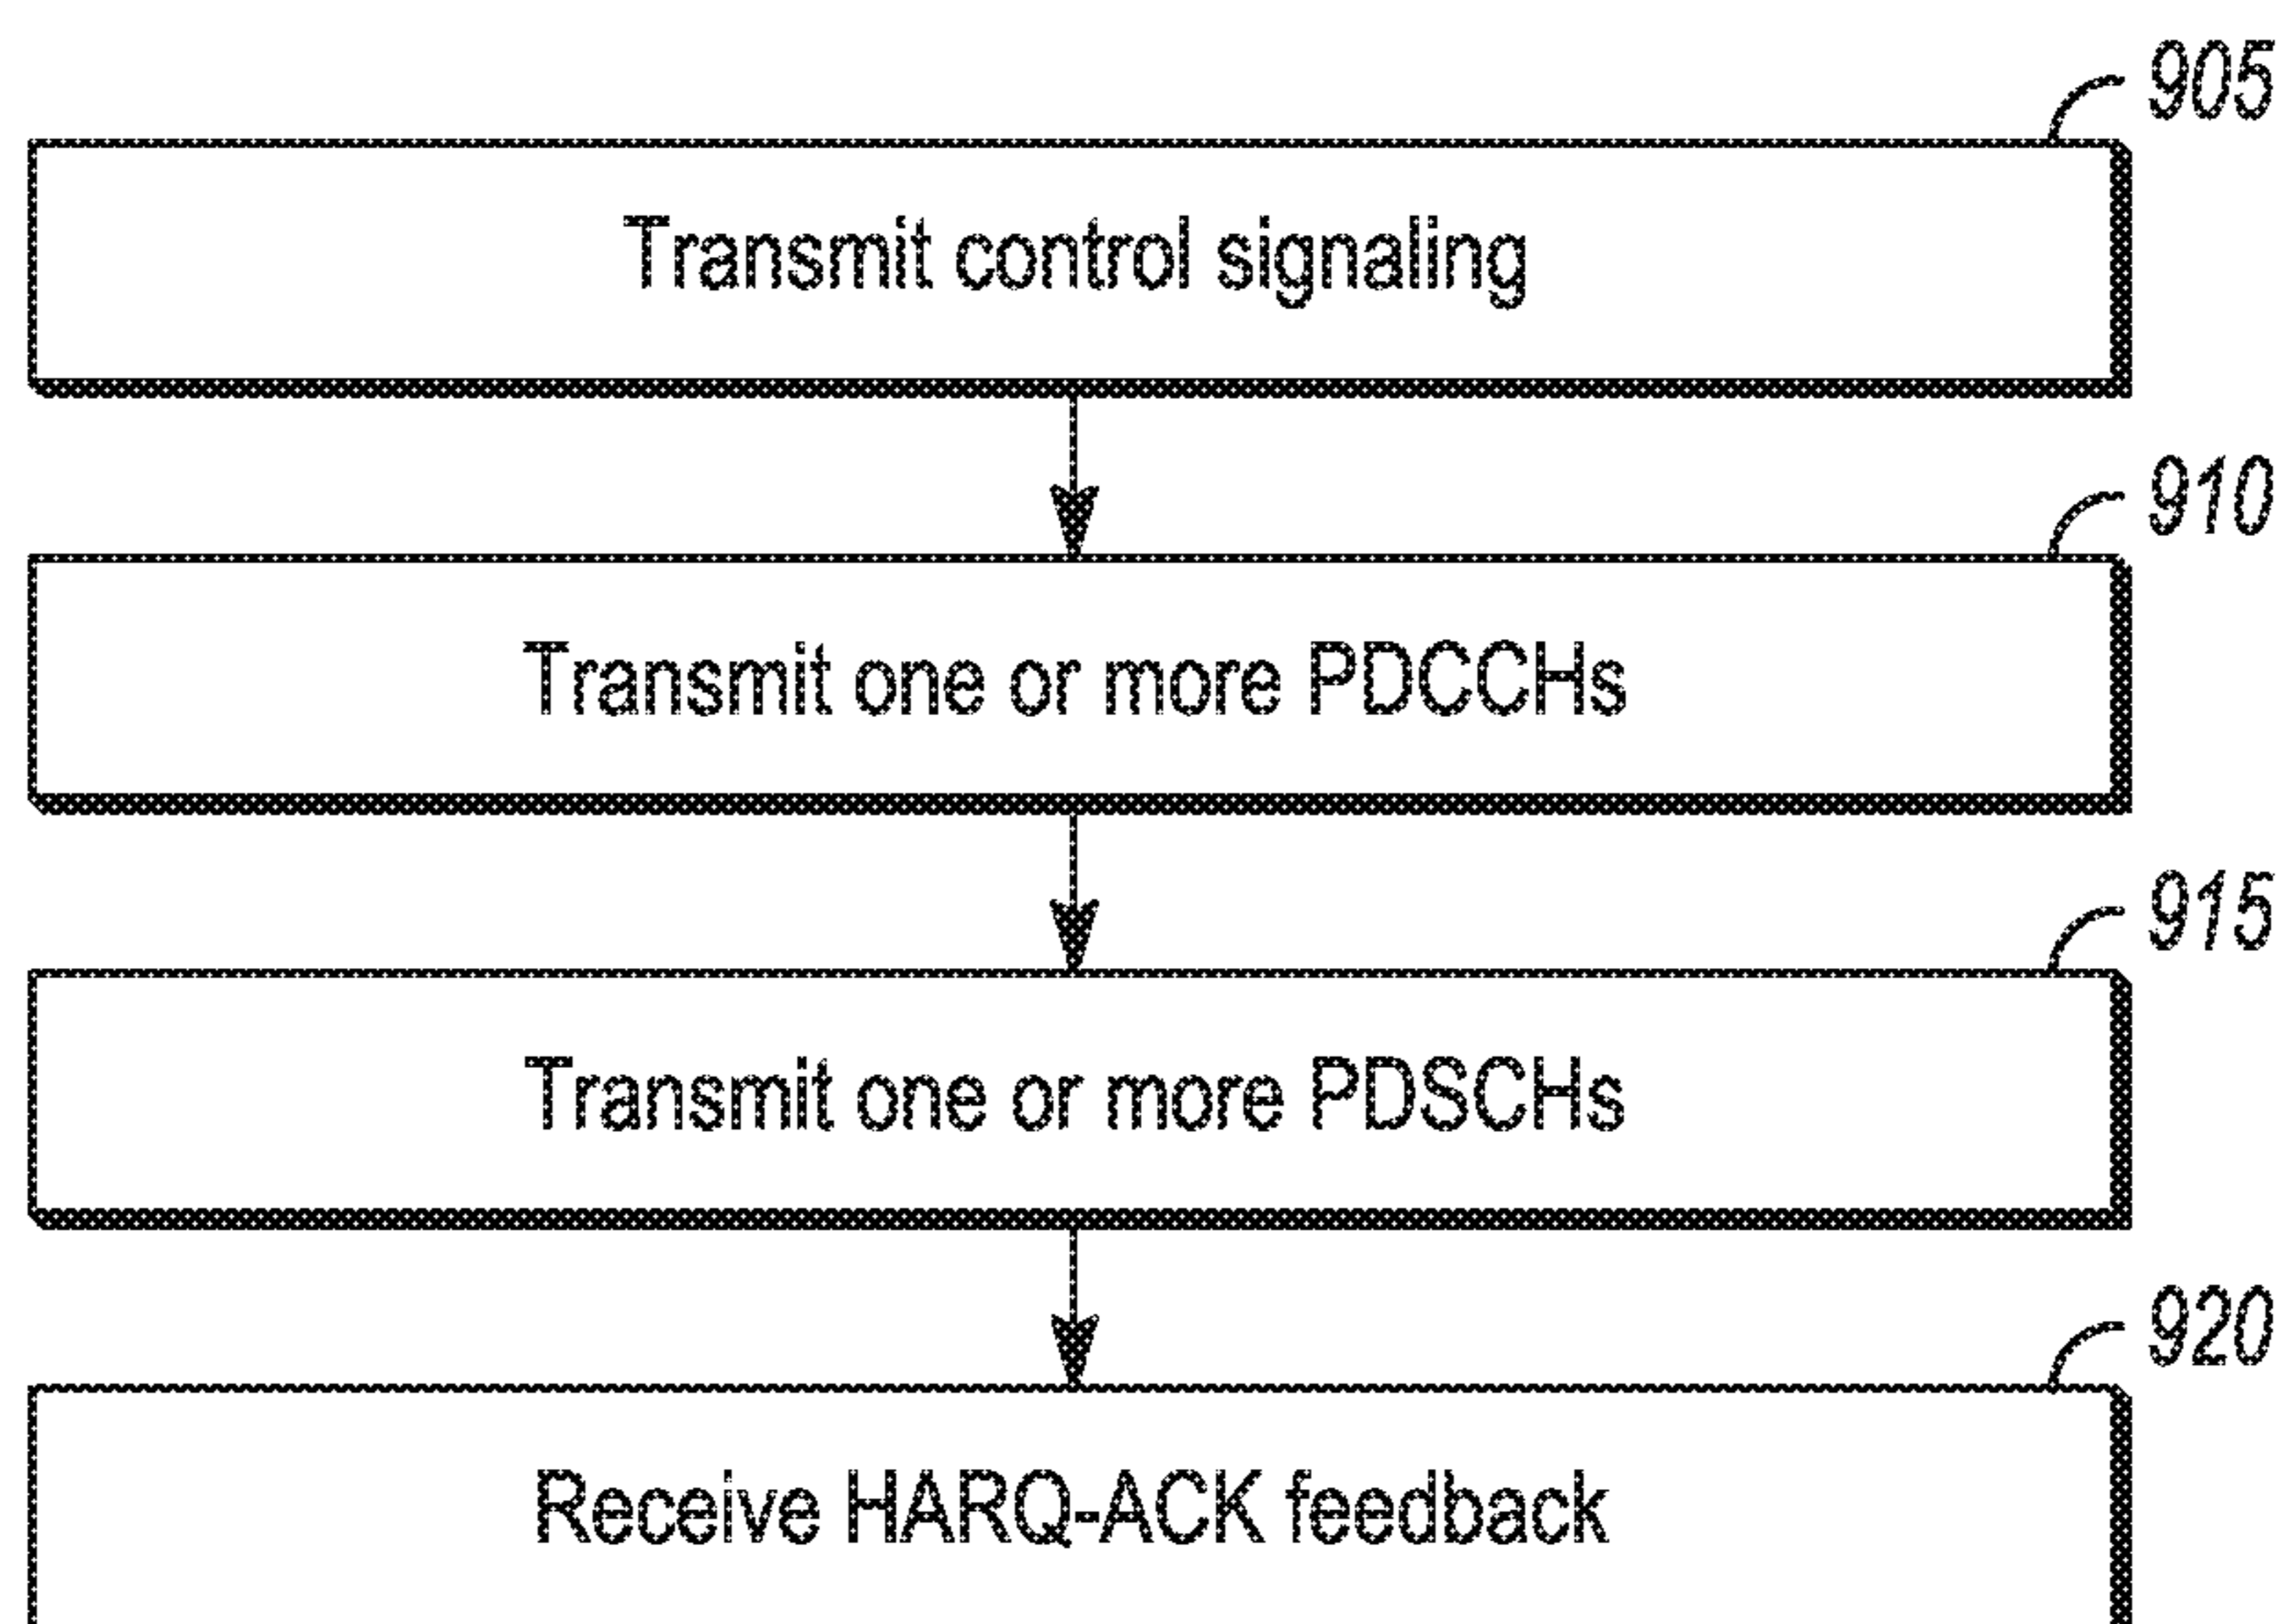 905
Transmit control signaling
910
Transmit one or more PDCCHs
915
Transmit one or more PDSCHs
920
Receive HARQ-ACK feedback